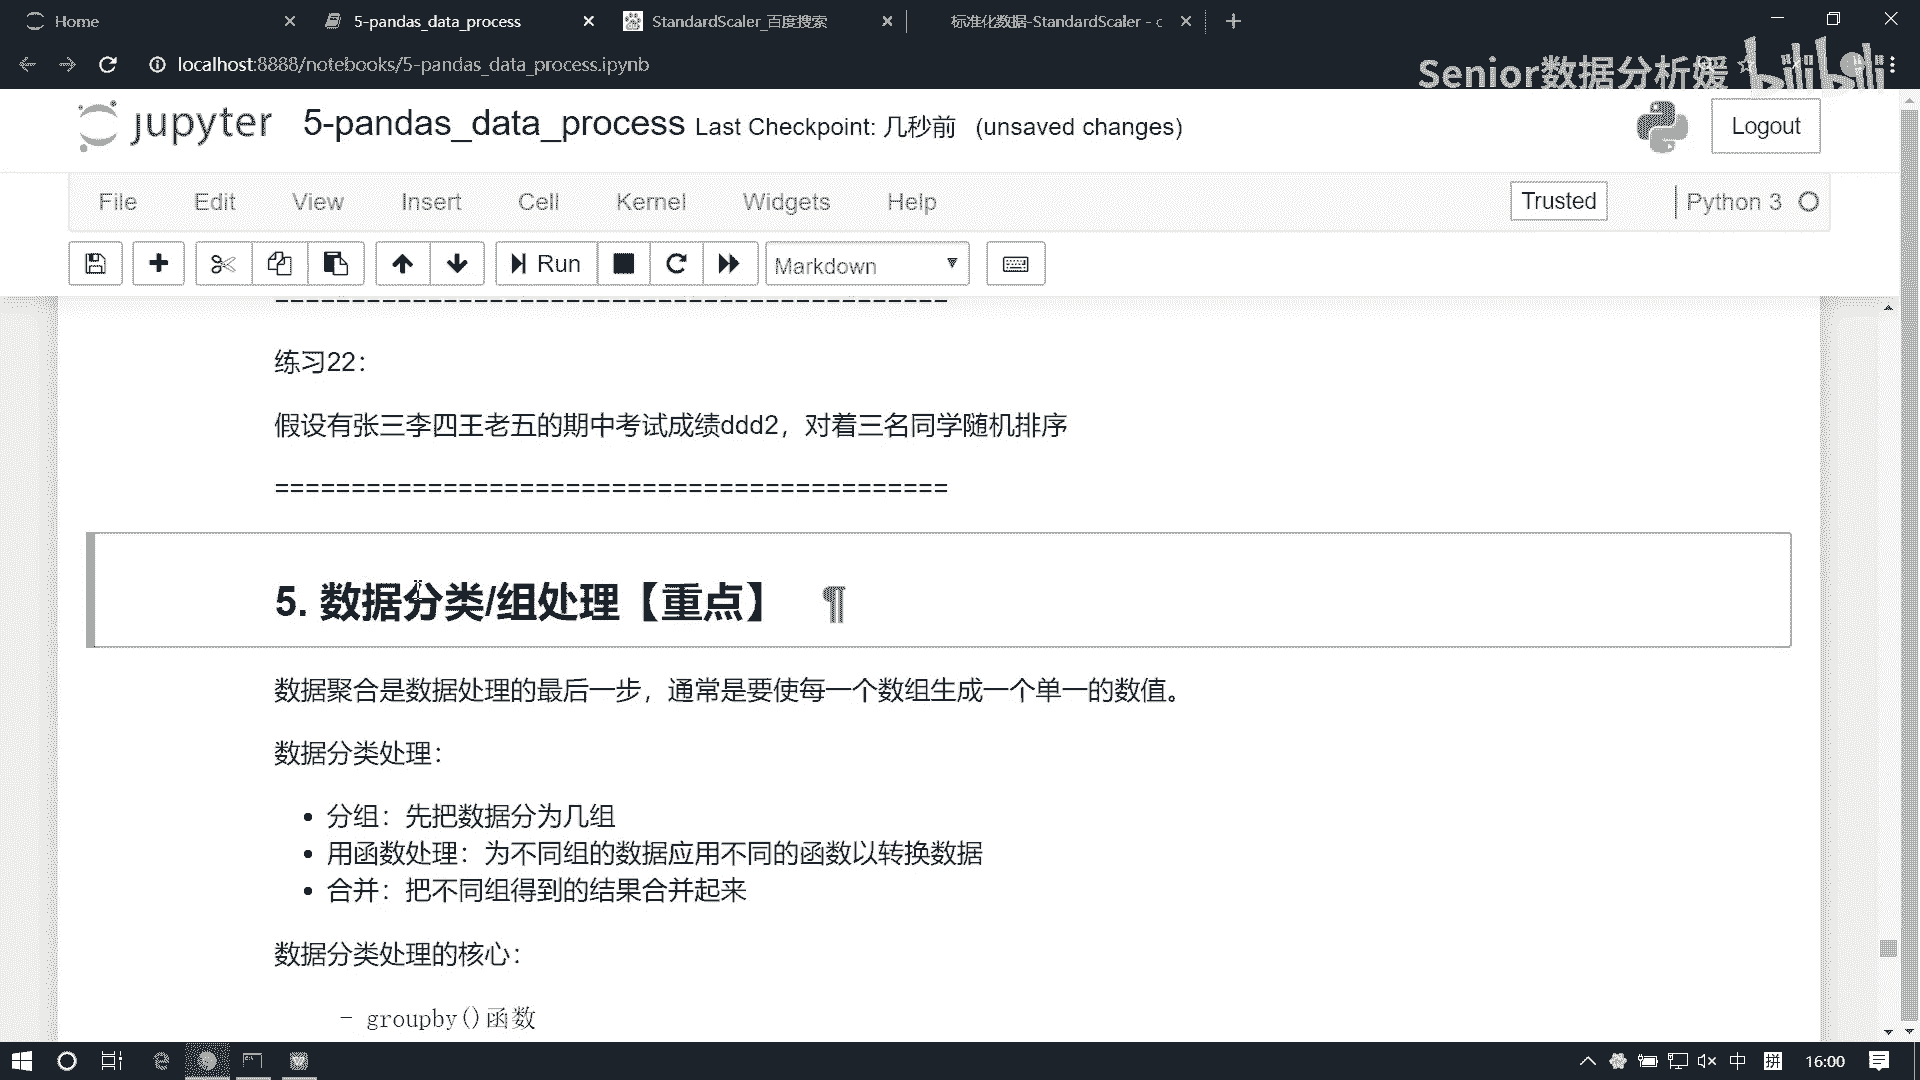 Home
5-pandas_data_process
StandardScaler_百度搜索
标准化数据-StandardScaler - c
localhost:8888/notebooks/5-pandas_data_process.ipynb
Senior数据分析媛
bilibili
jupyter
5-pandas_data_process Last Checkpoint: 几秒前 (unsaved changes)
Logout
File Edit View Insert Cell Kernel Widgets Help
Trusted
Python 3
Run
Markdown
===========================================
练习22：
假设有张三李四王老五的期中考试成绩ddd2，对着三名同学随机排序
============================================
5. 数据分类/组处理【重点】 ¶
数据聚合是数据处理的最后一步，通常是要使每一个数组生成一个单一的数值。
数据分类处理：
• 分组：先把数据分为几组
• 用函数处理：为不同组的数据应用不同的函数以转换数据
• 合并：把不同组得到的结果合并起来
数据分类处理的核心：
- groupby()函数
中
拼
16:00